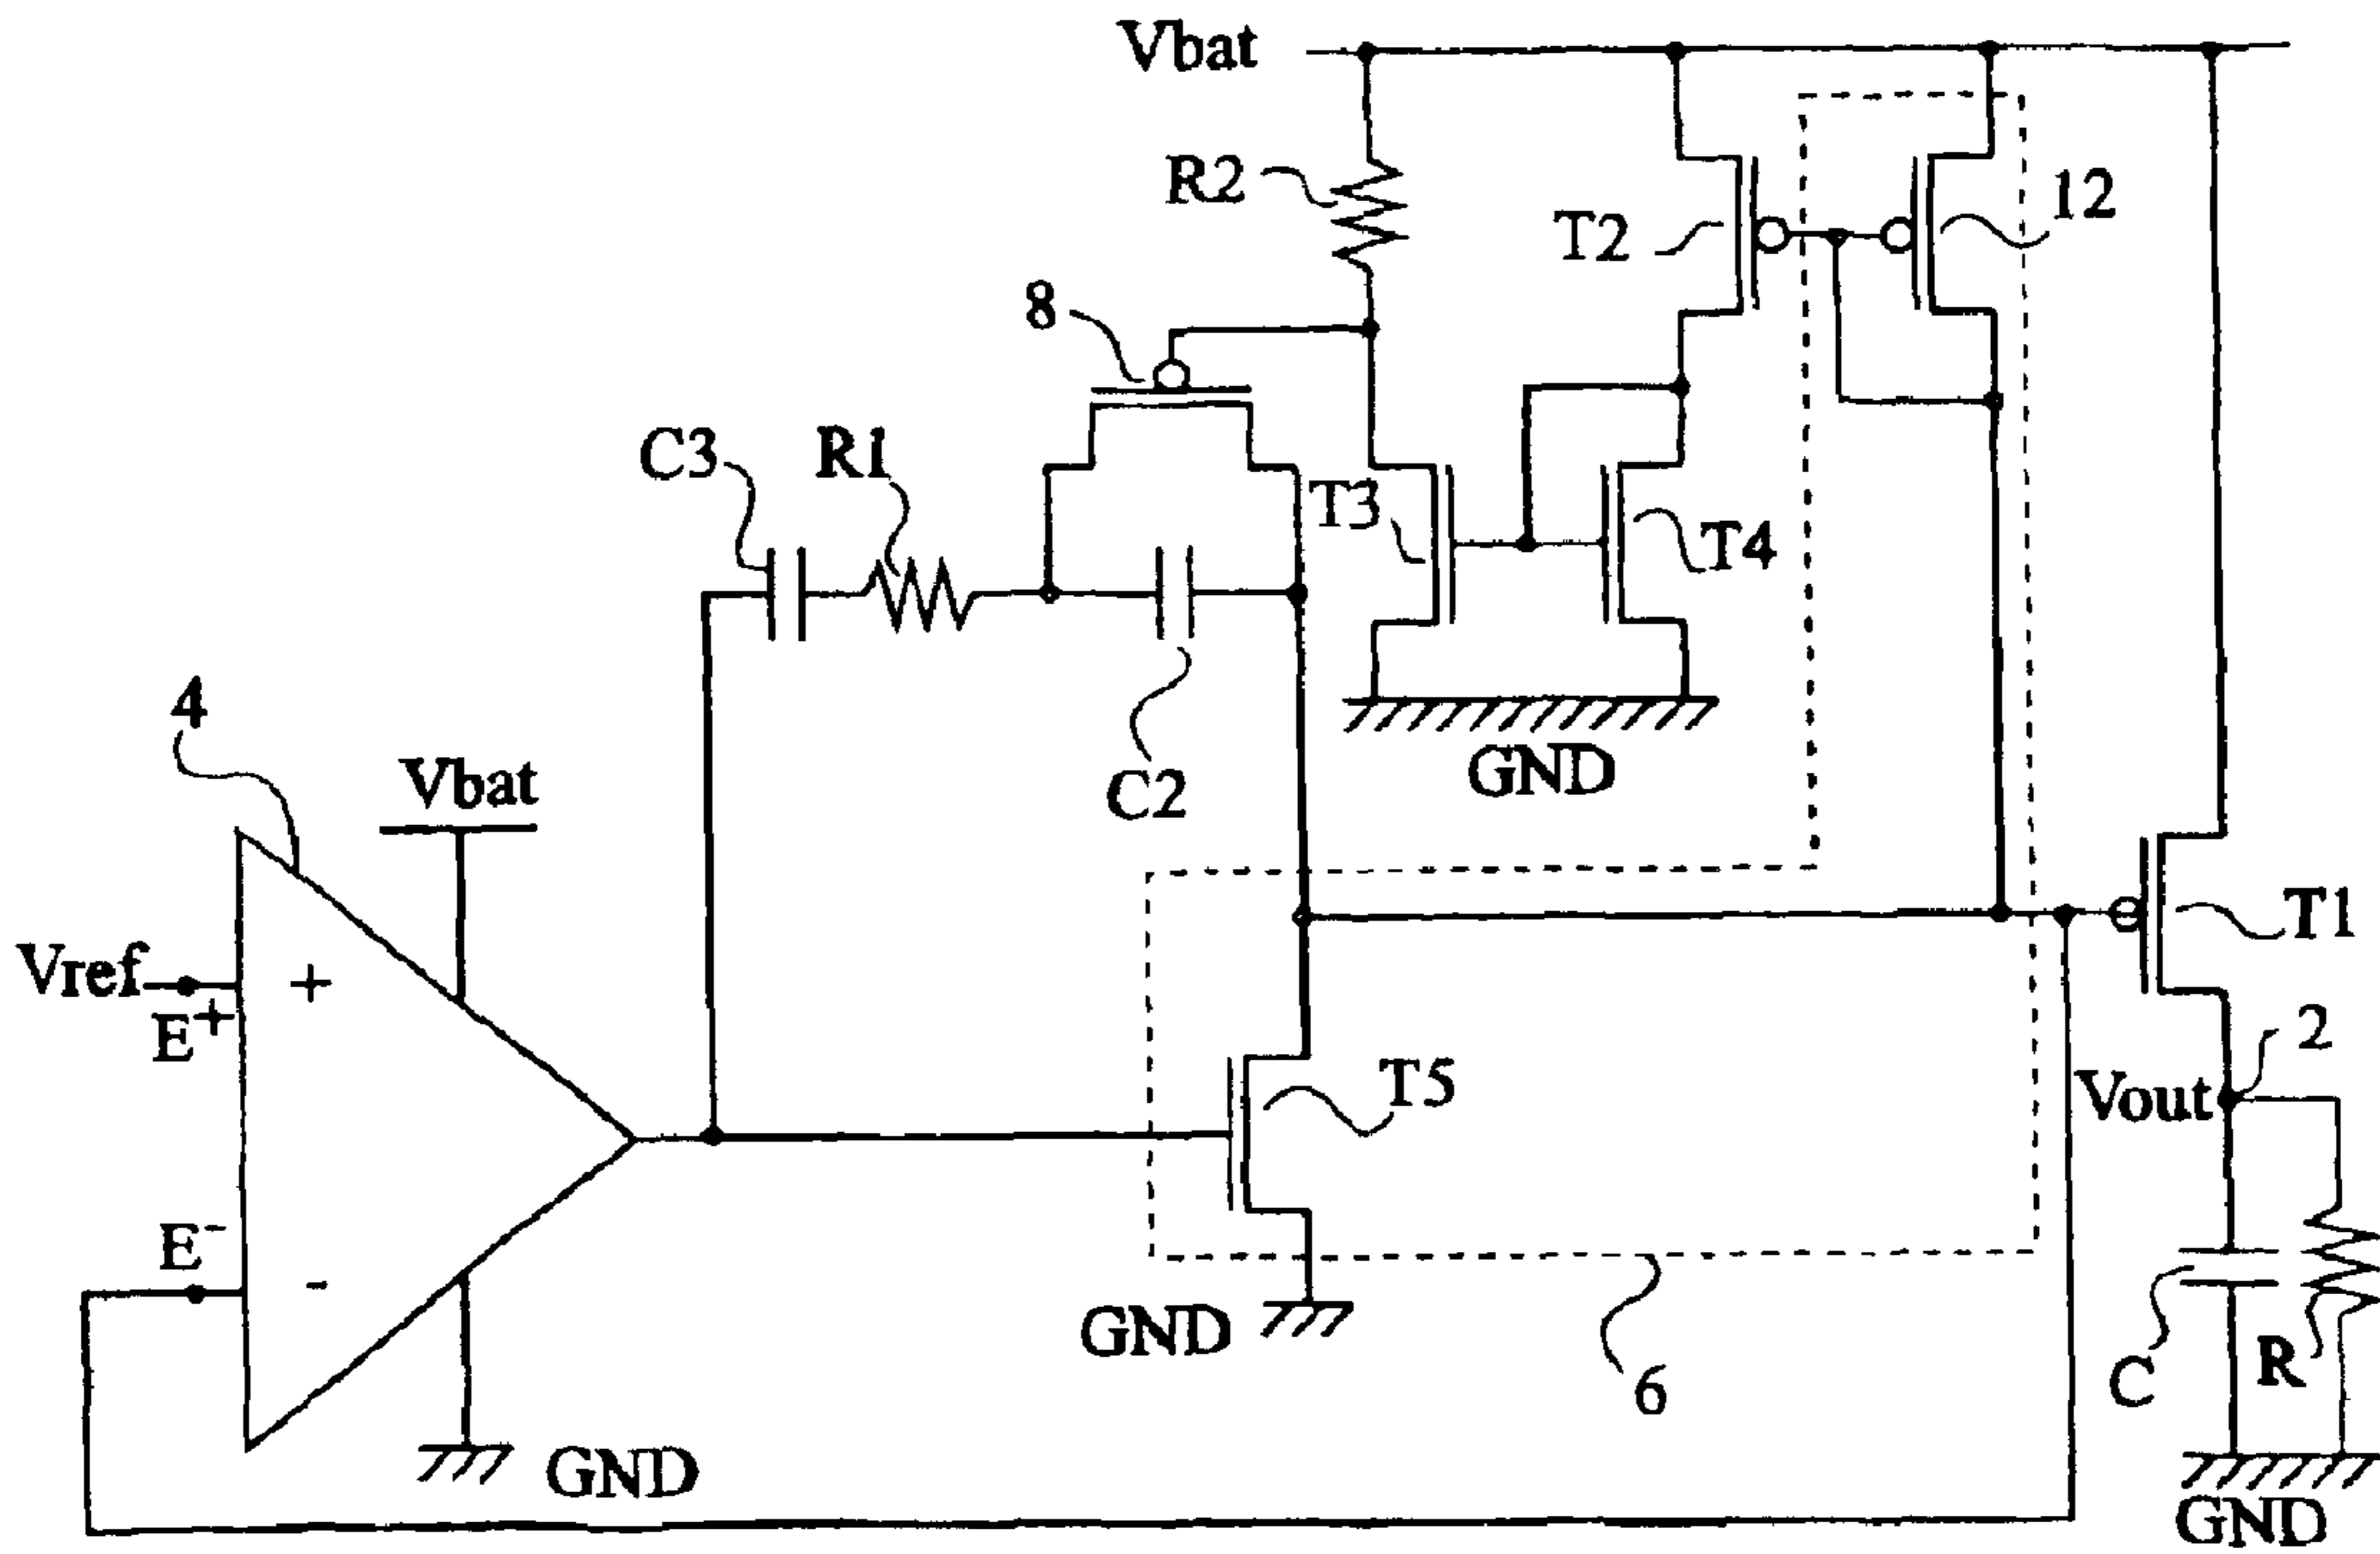 Vbat
R2
T2
12
8
C3
R1
T3
T4
4
Vbat
C2
GND
Vref
E+
+
T1
2
Vout
T5
E-
-
GND
6
C
R
GND
GND